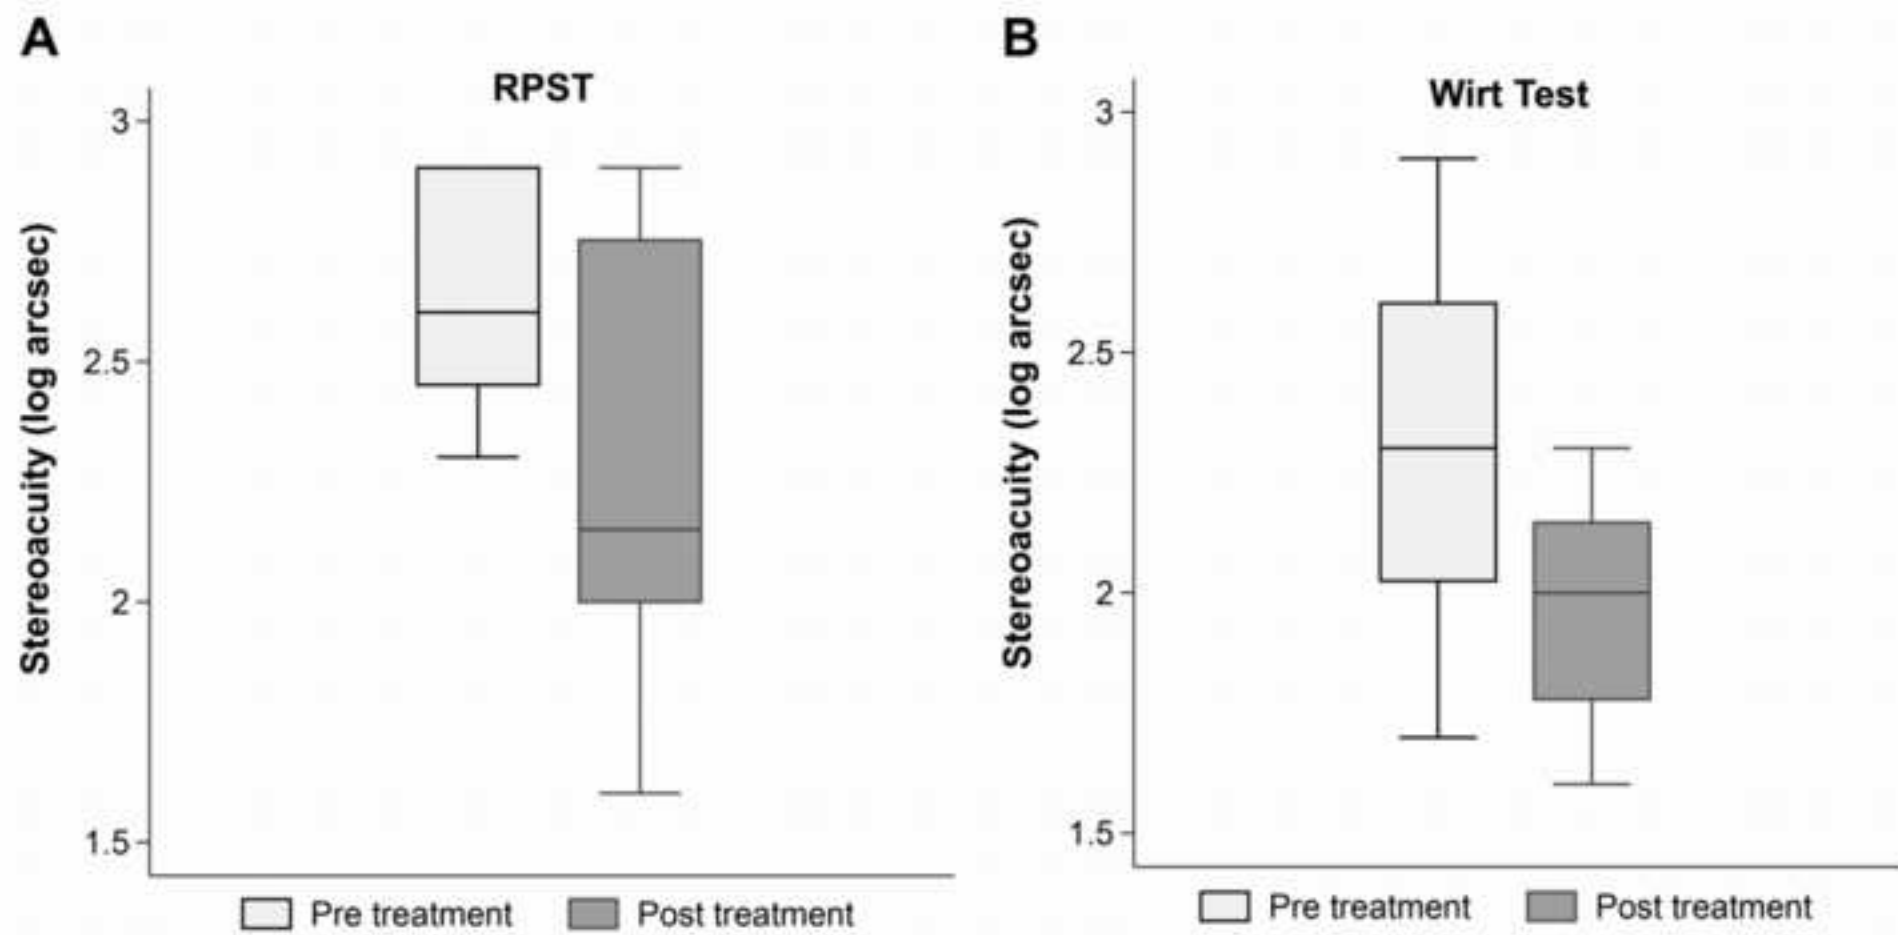 A
RPST
Stereoacuity (log arcsec)
3
2.5
2
1.5
Pre treatment
Post treatment
B
Wirt Test
Stereoacuity (log arcsec)
3
2.5
2
1.5
Pre treatment
Post treatment